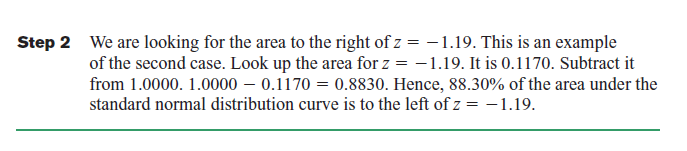 Step 2 We are looking for the area to the right of z = −1.19. This is an example
of the second case. Look up the area for z = −1.19. It is 0.1170. Subtract it
from 1.0000. 1.0000 − 0.1170 = 0.8830. Hence, 88.30% of the area under the
standard normal distribution curve is to the left of z = −1.19.